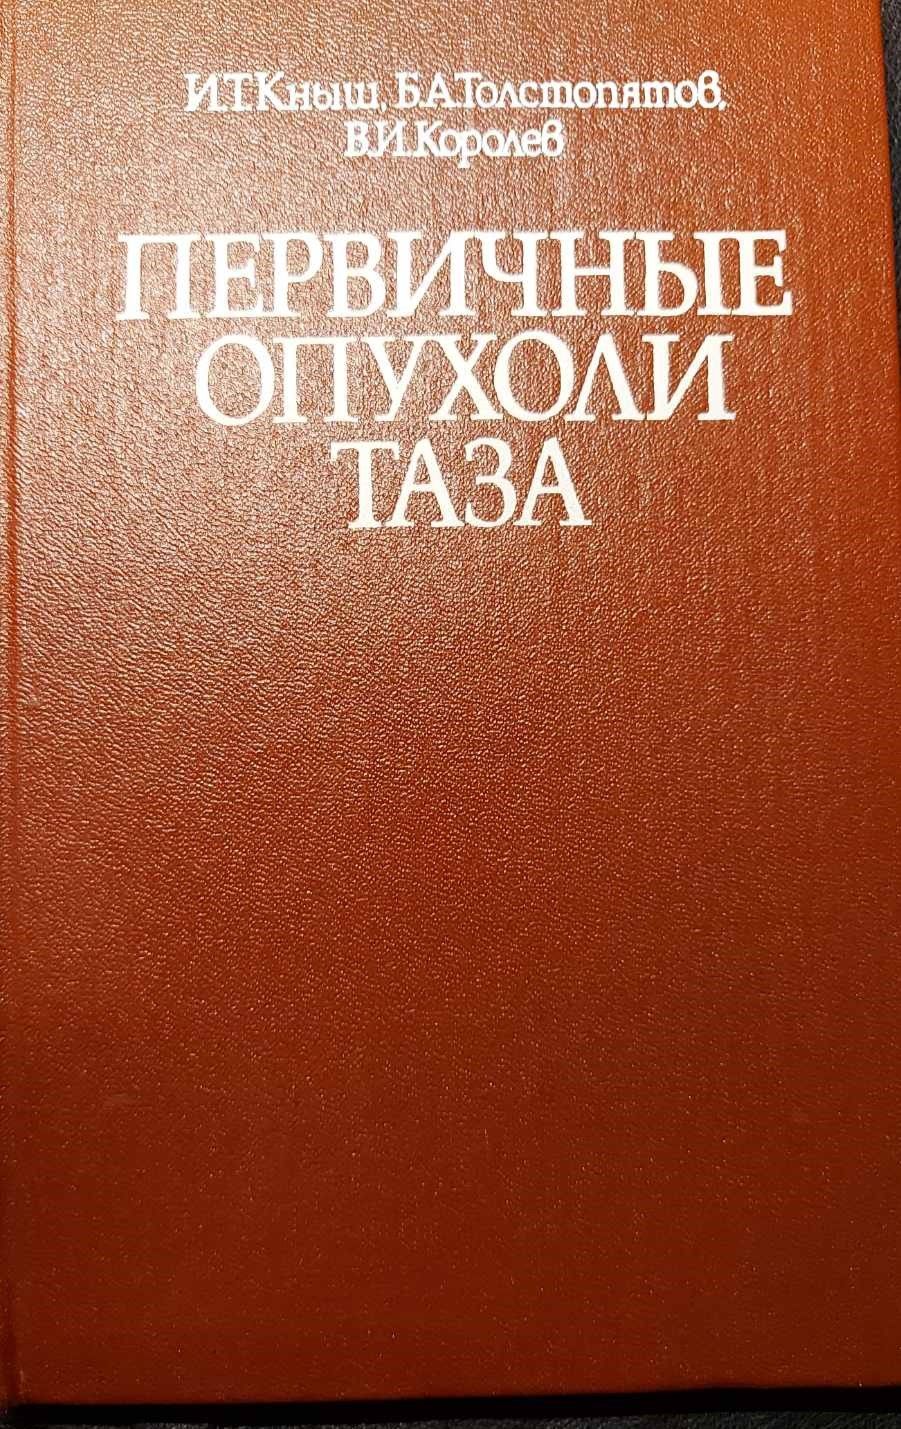 И.Т.Кныш, Б.А.Толстопятов,
В.И.Королев
ПЕРВИЧНЫЕ
ОПУХОЛИ
ТАЗА